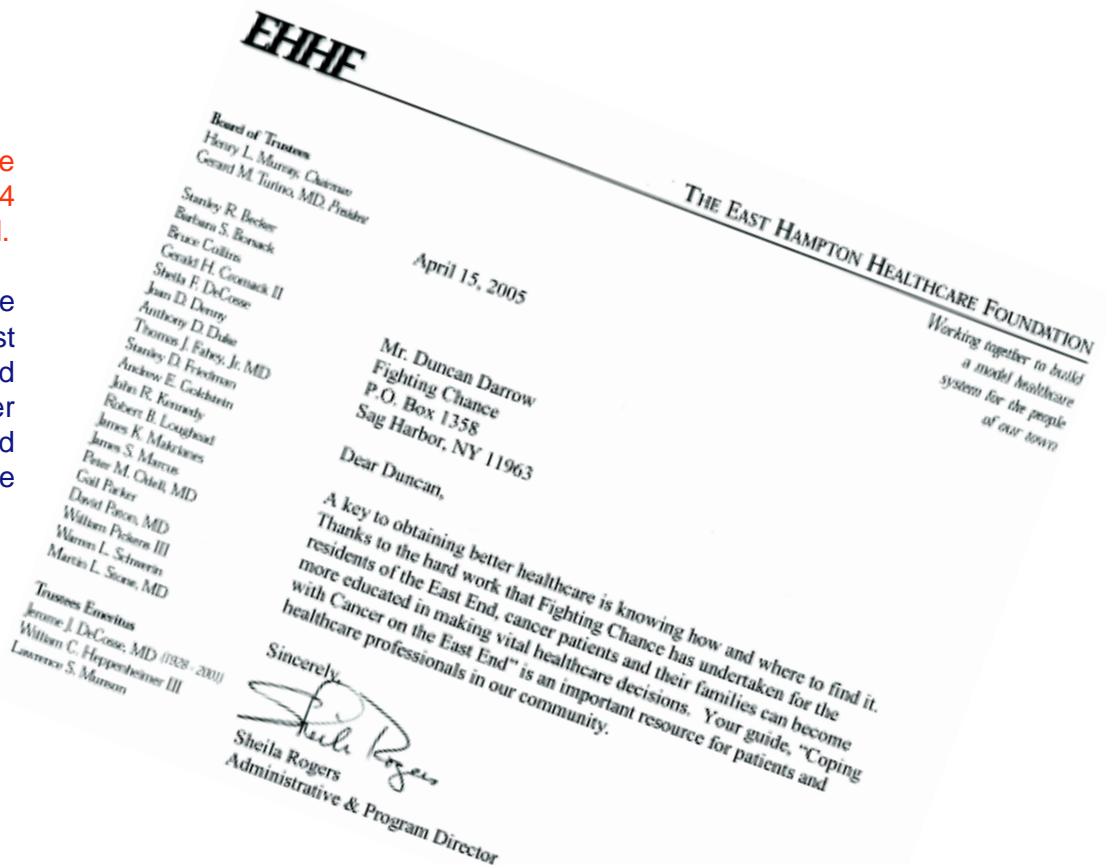 e
4
l.
e
st
d
er
d
e
EHHF
THE EAST HAMPTON HEALTHCARE FOUNDATION
Working together to build
a model healthcare
system for the people
of our town
Board of Trustees
Henry L. Murray, Chairman
Gerard M. Turino, MD, President
Stanley R. Becker
Barbara S. Borsack
Bruce Collins
Gerald H. Cromack II
Sheila F. DeCosse
Joan D. Denny
Anthony D. Duke
Thomas J. Fahey, Jr. MD
Stanley D. Friedman
Andrew E. Goldstein
John R. Kennedy
Robert B. Loughead
James K.
James S. Marcus
Peter M. Odell, MD
Gail Parker
David Paton, MD
William Pickens III
Warren L. Schwerin
Martin L. Stone, MD
Trustees Emeritus
Jerome J. DeCosse, MD (1928 - 2001)
William C. Heppenheimer III
Lawrence S. Munson
April 15, 2005
Mr. Duncan Darrow
Fighting Chance
P.O. Box 1358
Sag Harbor, NY 11963
Dear Duncan,
A key to obtaining better healthcare is knowing how and where to find it.
Thanks to the hard work that Fighting Chance has undertaken for the
residents of the East End, cancer patients and their families can become
more educated in making vital healthcare decisions. Your guide, "Coping
with Cancer on the East End" is an important resource for patients and
healthcare professionals in our community.
Sincerely,
Sheila Rogers
Sheila Rogers
Administrative & Program Director